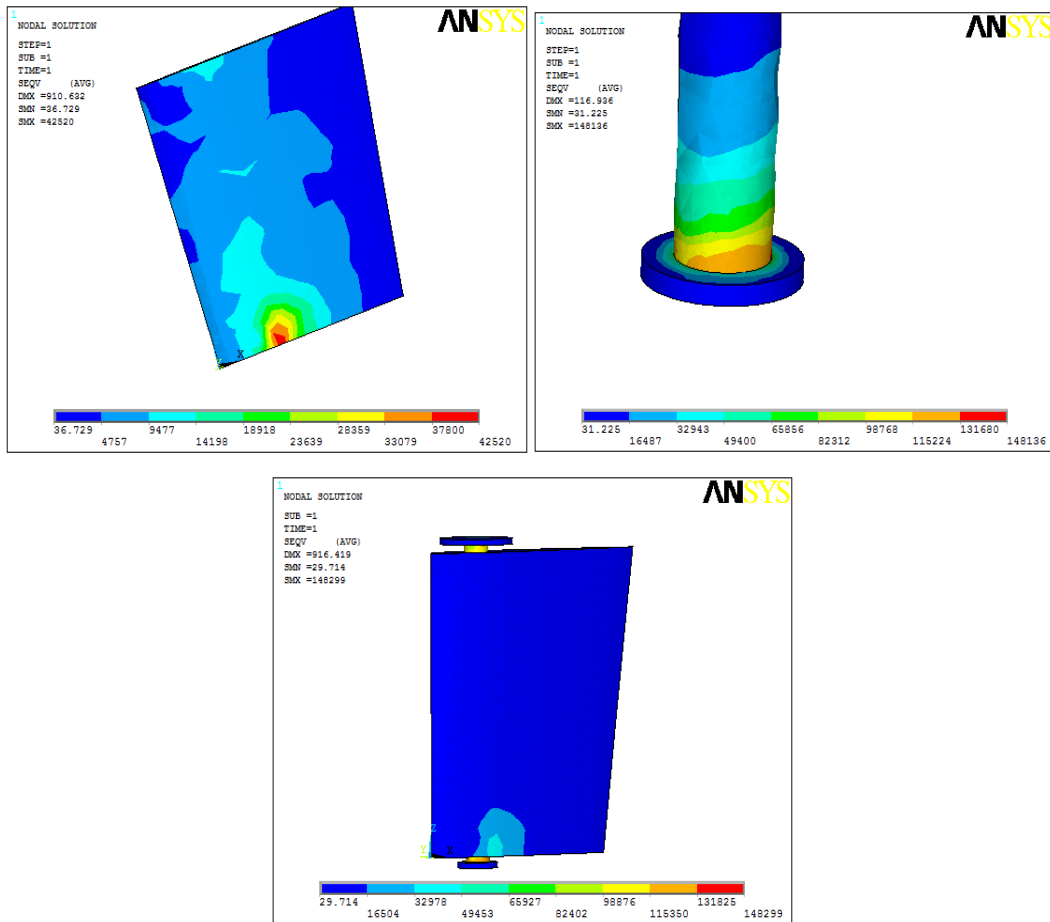 1
NODAL SOLUTION
ANSYS
STEP=1
SUB =1
TIME=1
SEQV (AVG)
DMX =910.632
SMN =36.729
SMX =42520
X
36.729 9477 18918 28359 37800
4757 14198 23639 33079 42520
1
NODAL SOLUTION
ANSYS
STEP=1
SUB =1
TIME=1
SEQV (AVG)
DMX =116.936
SMN =31.225
SMX =148136
31.225 32943 65856 98768 131680
16487 49400 82312 115224 148136
1
NODAL SOLUTION
ANSYS
SUB =1
TIME=1
SEQV (AVG)
DMX =916.419
SMN =29.714
SMX =148299
Z
X
29.714 32978 65927 98876 131825
16504 49453 82402 115350 148299